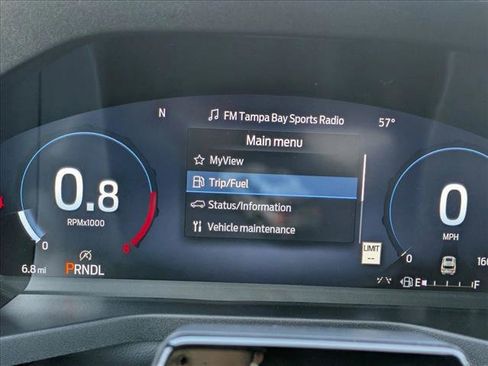 N
FM Tampa Bay Sports Radio
57°
Main menu
MyView
Trip/Fuel
Status/Information
Vehicle maintenance
0.8
RPMx1000
0
PRNDL
6.8 mi
0
MPH
0
160
LIMIT
--
E
F